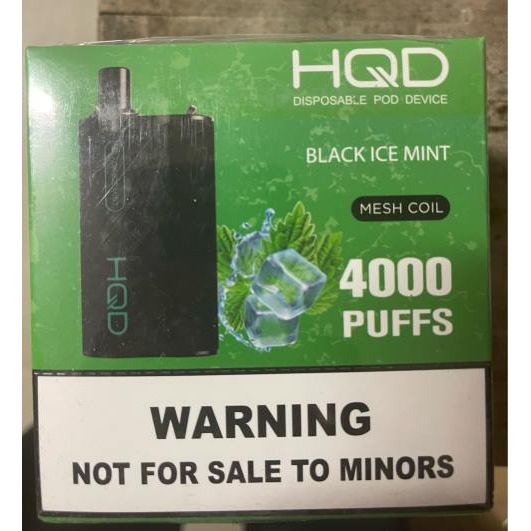 HQD
DISPOSABLE POD DEVICE
BLACK ICE MINT
MESH COIL
HQD
4000
PUFFS
WARNING
NOT FOR SALE TO MINORS